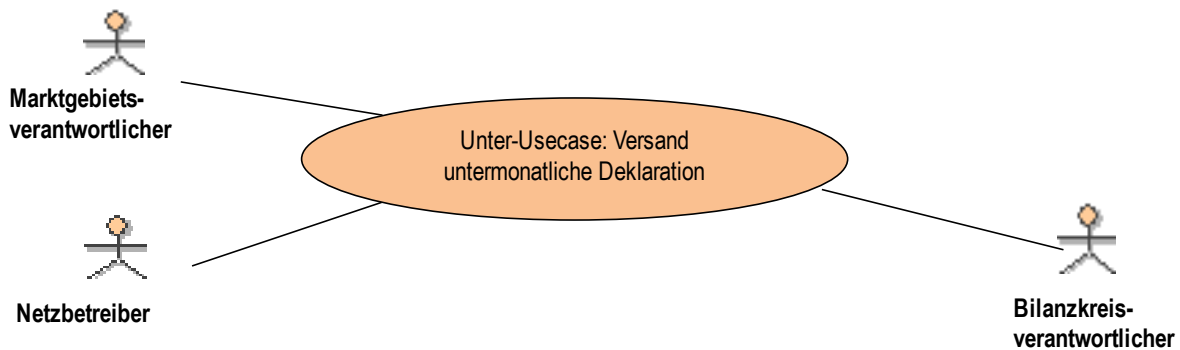 Marktgebiets-
verantwortlicher
Unter-Usecase: Versand
untermonatliche Deklaration
Netzbetreiber
Bilanzkreis-
verantwortlicher